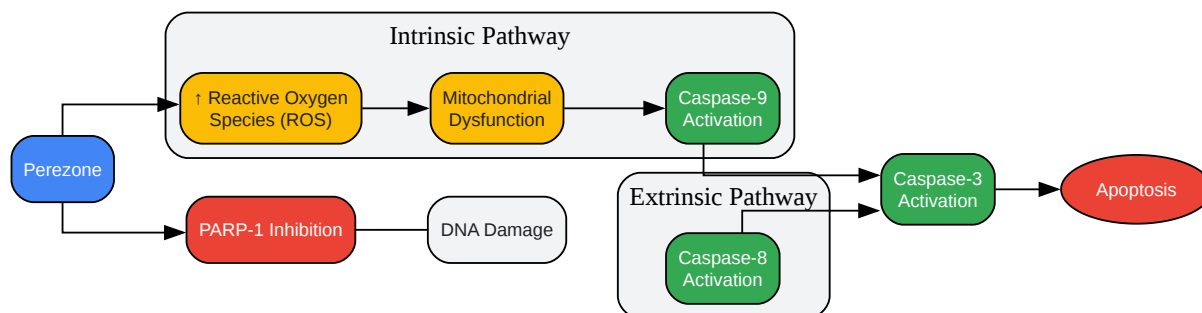 Intrinsic Pathway
↑ Reactive Oxygen
Species (ROS)
Mitochondrial
Dysfunction
Caspase-9
Activation
Perezone
PARP-1 Inhibition
DNA Damage
Extrinsic Pathway
Caspase-8
Activation
Caspase-3
Activation
Apoptosis